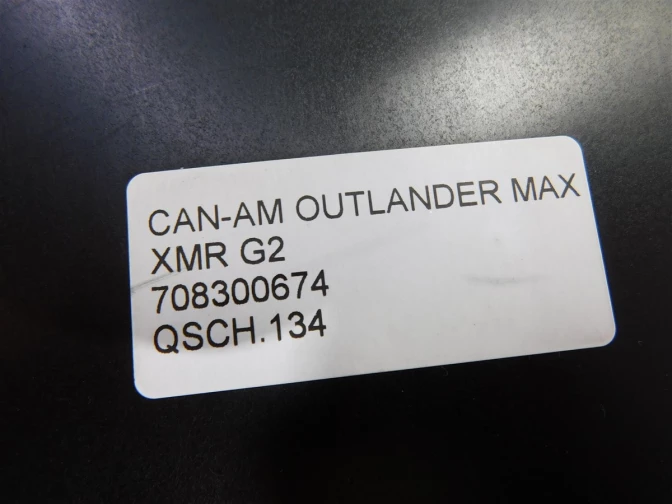 CAN-AM OUTLANDER MAX
XMR G2
708300674
QSCH.134